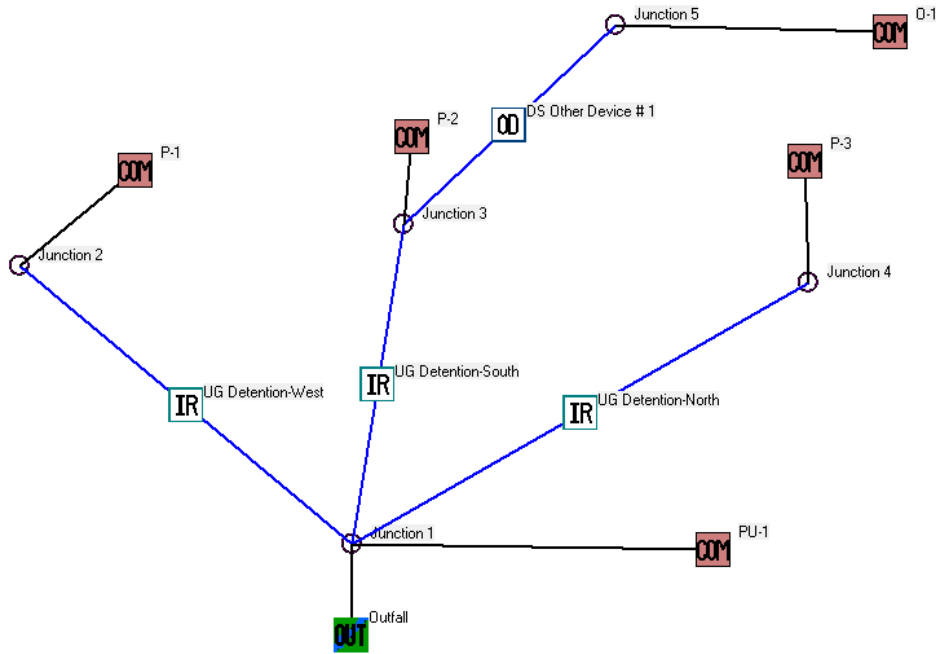 Junction 5
O-1
COM
DS Other Device # 1
OD
P-2
COM
P-1
COM
P-3
COM
Junction 3
Junction 2
Junction 4
UG Detention-South
IR
UG Detention-West
IR
UG Detention-North
IR
Junction 1
PU-1
COM
Outfall
OUT